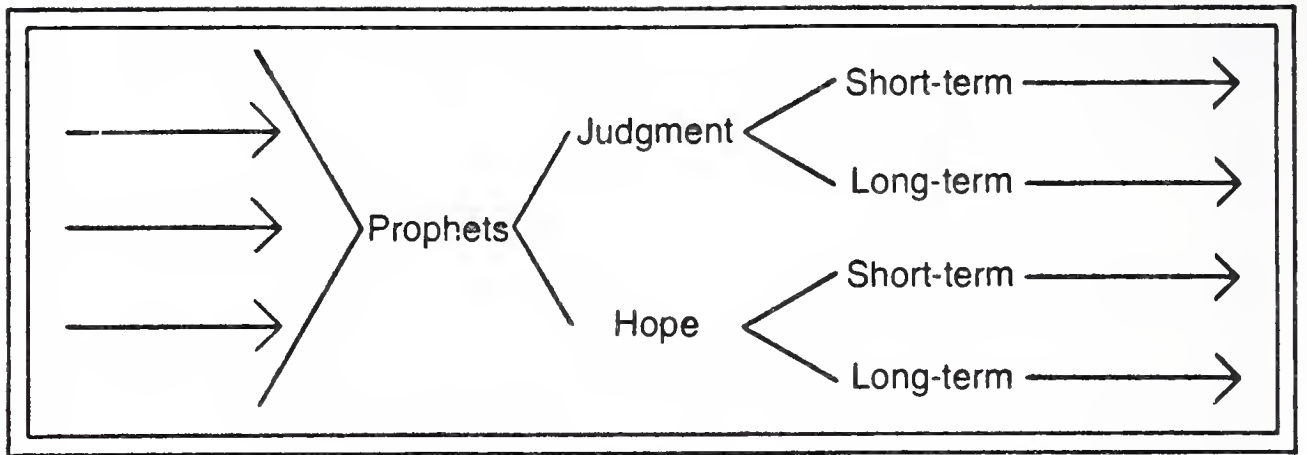 Short-term
Judgment
Long-term
Prophets
Short-term
Hope
Long-term